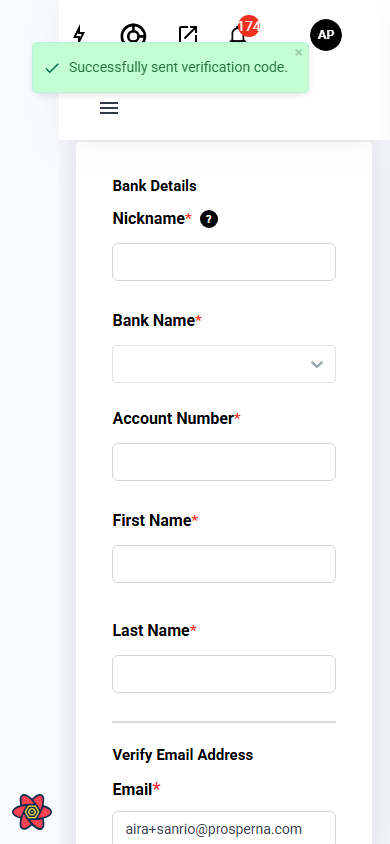 174
AP
Successfully sent verification code.
×
Bank Details
Nickname* ?
Bank Name*
Account Number*
First Name*
Last Name*
Verify Email Address
Email*
aira+sanrio@prosperna.com